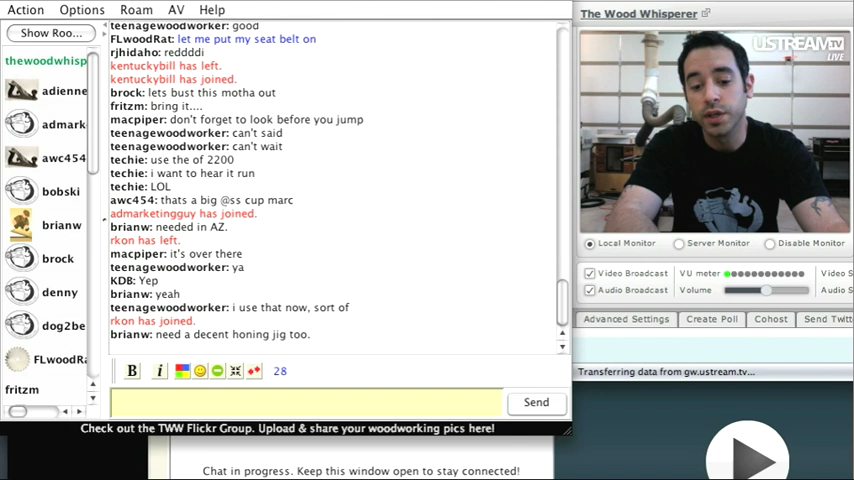 Action Options Roam AV Help
Show Roo...
thewoodwhisp
adienne
admark
awc454
bobski
brianw
brock
denny
dog2be
FLwoodRa
fritzm
teenagewoodworker: good
FLwoodRat: let me put my seat belt on
rjhidaho: reddddi
kentuckybill has left.
kentuckybill has joined.
brock: lets bust this motha out
fritzm: bring it....
macpiper: don't forget to look before you jump
teenagewoodworker: can't said
teenagewoodworker: can't wait
techie: use the of 2200
techie: i want to hear it run
techie: LOL
awc454: thats a big @ss cup marc
admarketingguy has joined.
brianw: needed in AZ.
rkon has left.
macpiper: it's over there
teenagewoodworker: ya
KDB: Yep
brianw: yeah
teenagewoodworker: i use that now, sort of
rkon has joined.
brianw: need a decent honing jig too.
B i 28
Send
Check out the TWW Flickr Group. Upload & share your woodworking pics here!
Chat in progress. Keep this window open to stay connected!
The Wood Whisperer
USTREAM TV
LIVE
Local Monitor Server Monitor Disable Monitor
Video Broadcast VU meter Video S
Audio Broadcast Volume Audio S
Advanced Settings Create Poll Cohost Send Twitt
Transferring data from gw.ustream.tv...